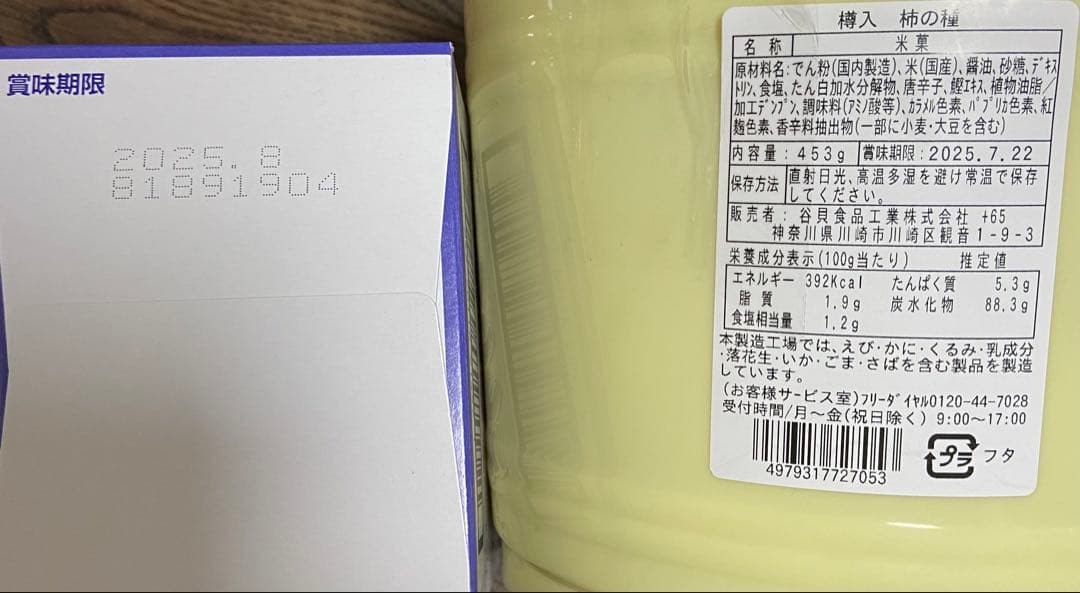 賞味期限
2025.8
81891904
樽入 柿の種
名称 米菓
原材料名:でん粉(国内製造)、米(国産)、醤油、砂糖、デキス
トリン、食塩、たん白加水分解物、唐辛子、鰹エキス、植物油脂/
加工デンプン、調味料(アミノ酸等)、カラメル色素、パプリカ色素、紅
麹色素、香辛料抽出物(一部に小麦・大豆を含む)
内容量:453g 賞味期限:2025.7.22
保存方法 直射日光、高温多湿を避け常温で保存
してください。
販売者:谷貝食品工業株式会社 +65
神奈川県川崎市川崎区観音1-9-3
栄養成分表示(100g当たり) 推定値
エネルギー 392Kcal たんぱく質 5.3g
脂質 1.9g 炭水化物 88.3g
食塩相当量 1.2g
本製造工場では、えび・かに・くるみ・乳成分
・落花生・いか・ごま・さばを含む製品を製造
しています。
(お客様サービス室)フリーダイヤル0120-44-7028
受付時間/月～金(祝日除く) 9:00～17:00
4979317727053
プラ フタ